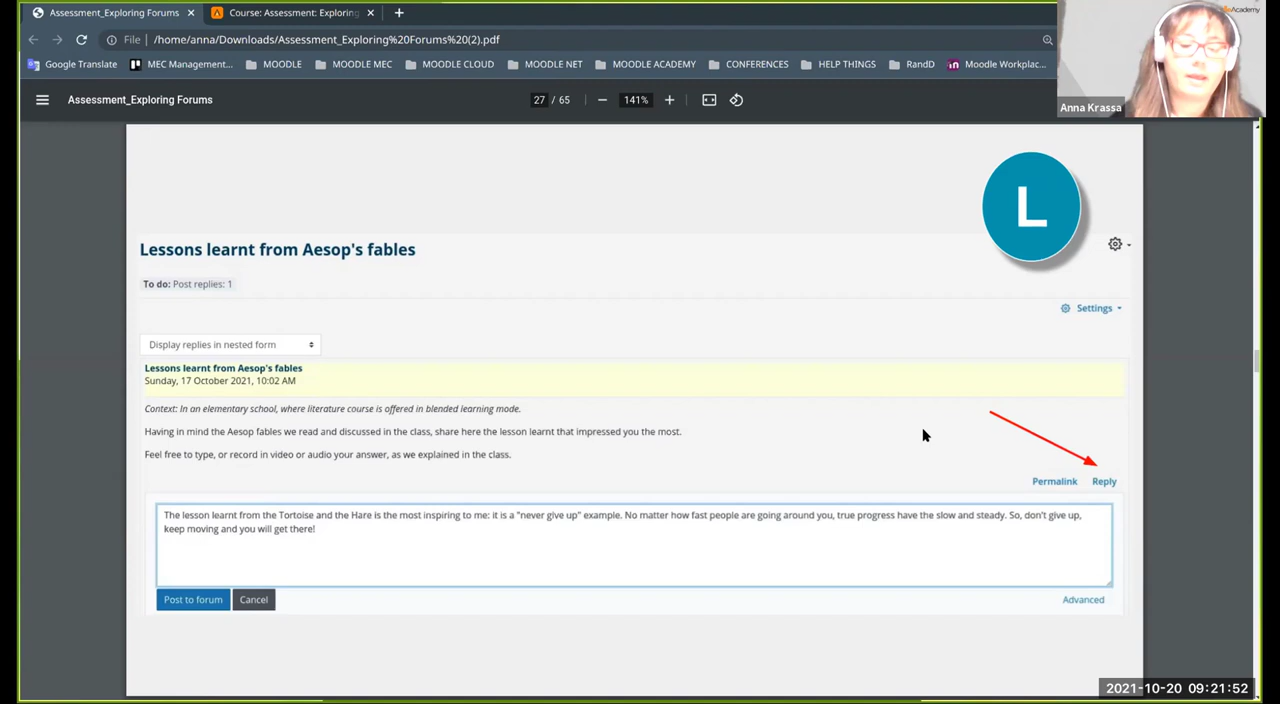 Assessment_Exploring Forums
Course: Assessment: Exploring
Academy
File /home/anna/Downloads/Assessment_Exploring%20Forums%20(2).pdf
Google Translate MEC Management... MOODLE MOODLE MEC MOODLE CLOUD MOODLE NET MOODLE ACADEMY CONFERENCES HELP THINGS RandD Moodle Workplac...
Assessment_Exploring Forums 27 / 65 141%
Anna Krassa
L
Lessons learnt from Aesop's fables
To do: Post replies: 1
Settings
Display replies in nested form
Lessons learnt from Aesop's fables
Sunday, 17 October 2021, 10:02 AM
Context: In an elementary school, where literature course is offered in blended learning mode.
Having in mind the Aesop fables we read and discussed in the class, share here the lesson learnt that impressed you the most.
Feel free to type, or record in video or audio your answer, as we explained in the class.
Permalink Reply
The lesson learnt from the Tortoise and the Hare is the most inspiring to me: it is a "never give up" example. No matter how fast people are going around you, true progress have the slow and steady. So, don't give up,
keep moving and you will get there!
Post to forum Cancel Advanced
2021-10-20 09:21:52